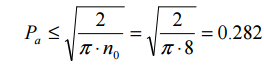 Pₐ ≤ √(2 / (π · n₀)) = √(2 / (π · 8)) = 0.282